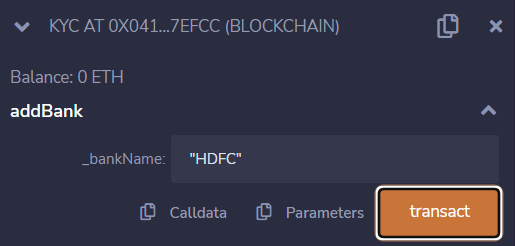 KYC AT 0X041...7EFCC (BLOCKCHAIN)
Balance: 0 ETH
addBank
_bankName: "HDFC"
Calldata Parameters transact